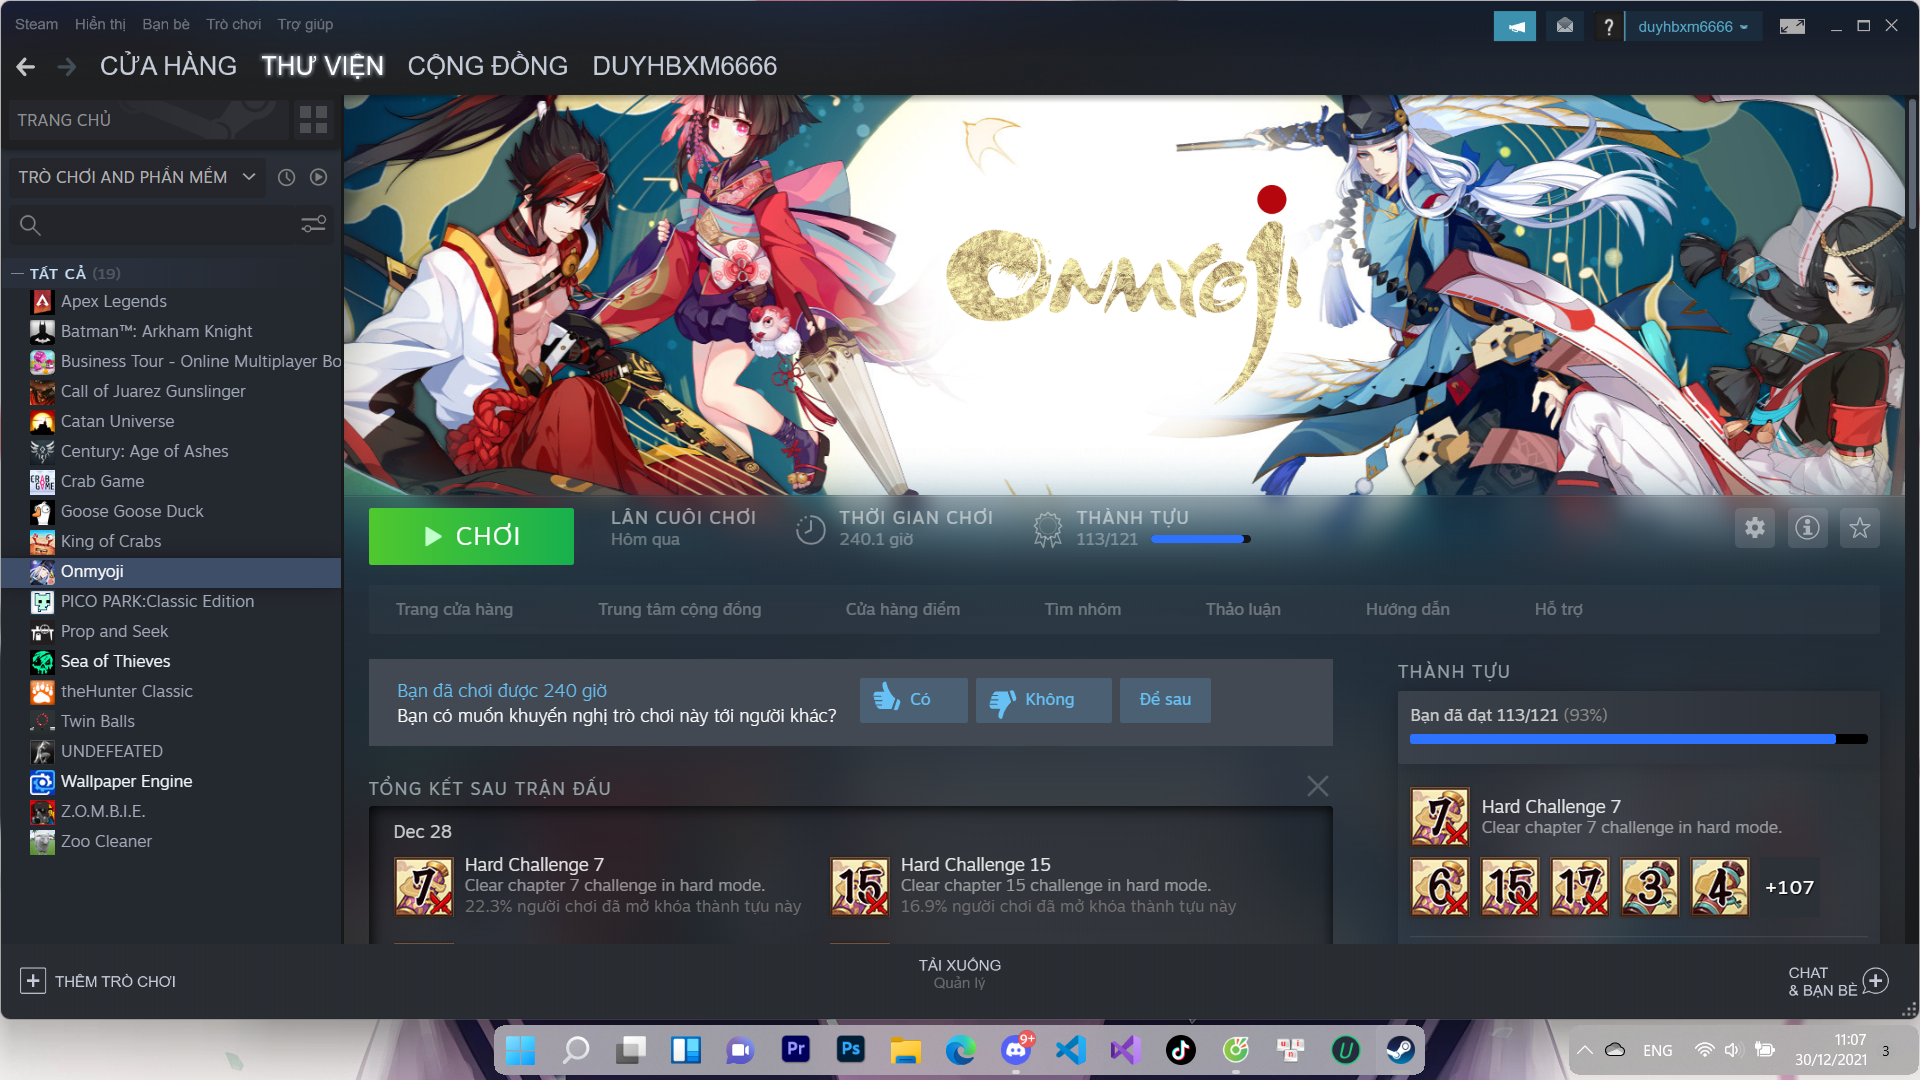 Steam Hiển thị Bạn bè Trò chơi Trợ giúp
duyhbxm6666
CỬA HÀNG THƯ VIỆN CỘNG ĐỒNG DUYHBXM6666
TRANG CHỦ
TRÒ CHƠI AND PHẦN MỀM
TẤT CẢ (19)
Apex Legends
Batman™: Arkham Knight
Business Tour - Online Multiplayer Bo
Call of Juarez Gunslinger
Catan Universe
Century: Age of Ashes
Crab Game
Goose Goose Duck
King of Crabs
Onmyoji
PICO PARK:Classic Edition
Prop and Seek
Sea of Thieves
theHunter Classic
Twin Balls
UNDEFEATED
Wallpaper Engine
Z.O.M.B.I.E.
Zoo Cleaner
ONMYOJI
CHƠI
LẦN CUỐI CHƠI
Hôm qua
THỜI GIAN CHƠI
240.1 giờ
THÀNH TỰU
113/121
Trang cửa hàng Trung tâm cộng đồng Cửa hàng điểm Tìm nhóm Thảo luận Hướng dẫn Hỗ trợ
Bạn đã chơi được 240 giờ
Bạn có muốn khuyến nghị trò chơi này tới người khác?
Có Không Để sau
TỔNG KẾT SAU TRẬN ĐẤU
Dec 28
7
Hard Challenge 7
Clear chapter 7 challenge in hard mode.
22.3% người chơi đã mở khóa thành tựu này
15
Hard Challenge 15
Clear chapter 15 challenge in hard mode.
16.9% người chơi đã mở khóa thành tựu này
THÀNH TỰU
Bạn đã đạt 113/121 (93%)
7
Hard Challenge 7
Clear chapter 7 challenge in hard mode.
6 15 17 3 4 +107
THÊM TRÒ CHƠI
TẢI XUỐNG
Quản lý
CHAT
& BẠN BÈ
Pr Ps 9+
ENG
11:07
30/12/2021
3